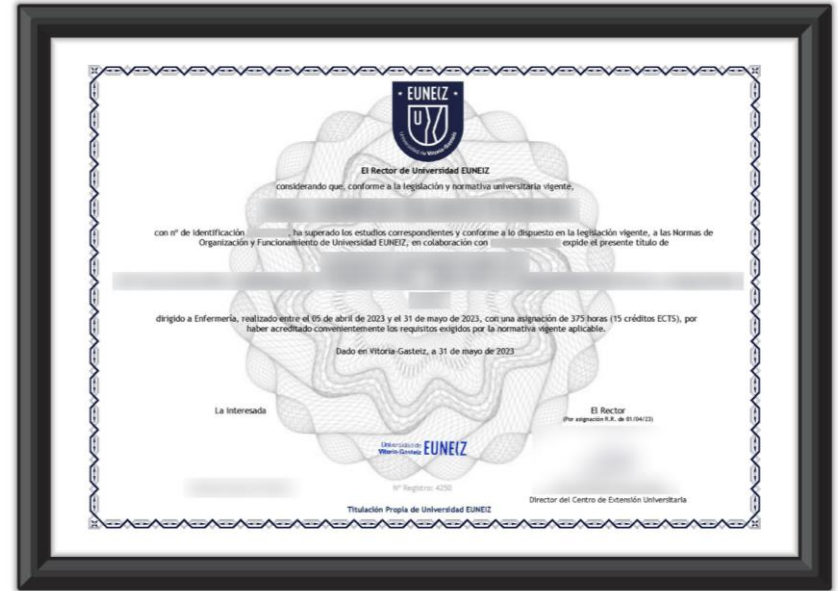 EUNEIZ
Universidad de Vitoria-Gasteiz
El Rector de Universidad EUNEIZ
considerando que, conforme a la legislación y normativa universitaria vigente,
con nº de identificación , ha superado los estudios correspondientes y conforme a lo dispuesto en la legislación vigente, a las Normas de
Organización y Funcionamiento de Universidad EUNEIZ, en colaboración con expide el presente título de
dirigido a Enfermería, realizado entre el 05 de abril de 2023 y el 31 de mayo de 2023, con una asignación de 375 horas (15 créditos ECTS), por
haber acreditado convenientemente los requisitos exigidos por la normativa vigente aplicable.
Dado en Vitoria-Gasteiz, a 31 de mayo de 2023
La interesada
El Rector
(Por asignación R.R. de 01/04/23)
Universidad de
Vitoria-Gasteiz EUNEIZ
Nº Registro: 4250
Director del Centro de Extensión Universitaria
Titulación Propia de Universidad EUNEIZ